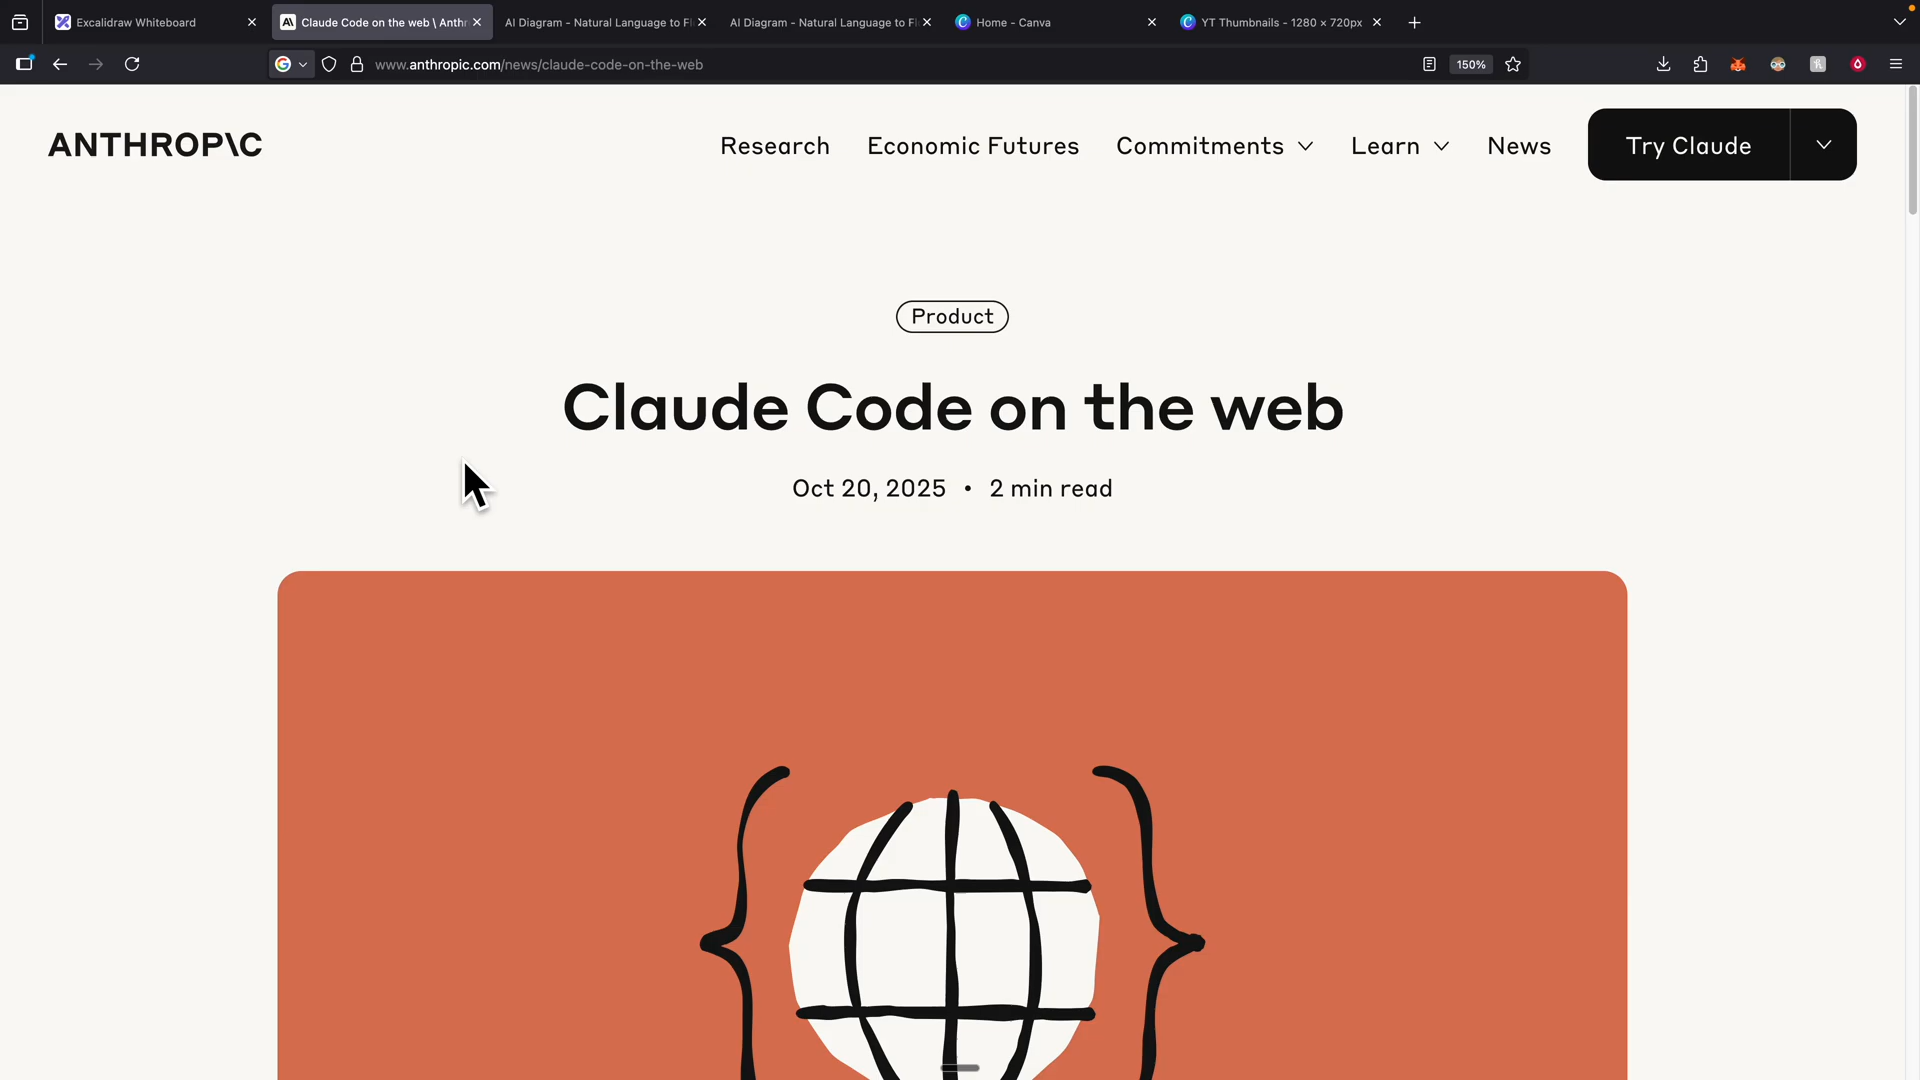 Excalidraw Whiteboard
Claude Code on the web \ Anthr
AI Diagram - Natural Language to Fl
AI Diagram - Natural Language to Fl
Home - Canva
YT Thumbnails - 1280 × 720px
www.anthropic.com/news/claude-code-on-the-web
150%
ANTHROP\C
Research
Economic Futures
Commitments
Learn
News
Try Claude
Product
Claude Code on the web
Oct 20, 2025 • 2 min read